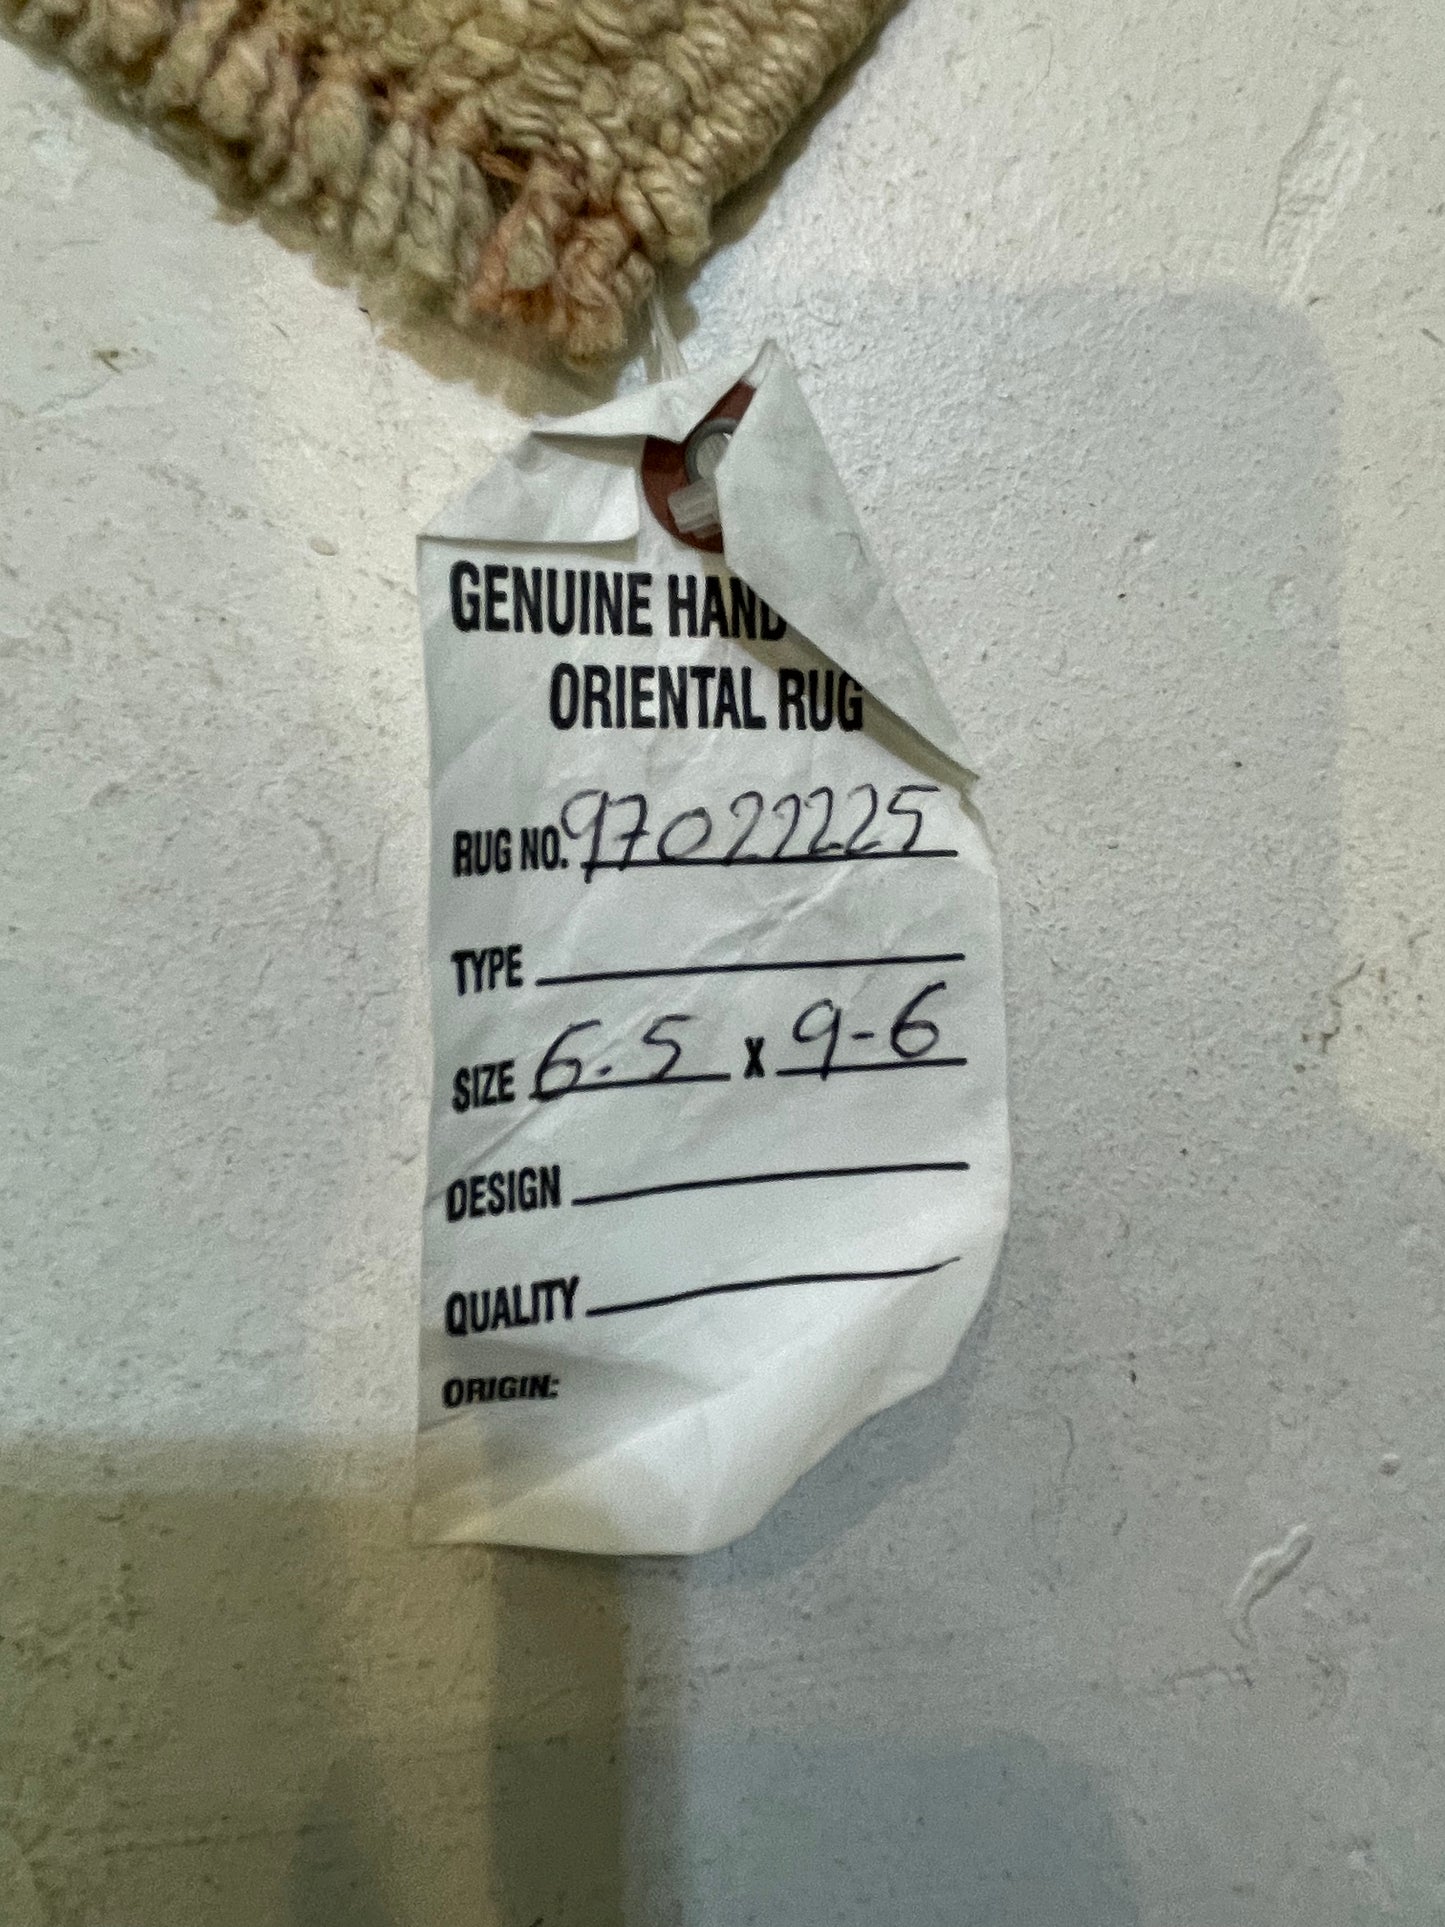 GENUINE HAND
ORIENTAL RUG
RUG NO. 97022225
TYPE
SIZE 6.5 x 9-6
DESIGN
QUALITY
ORIGIN: